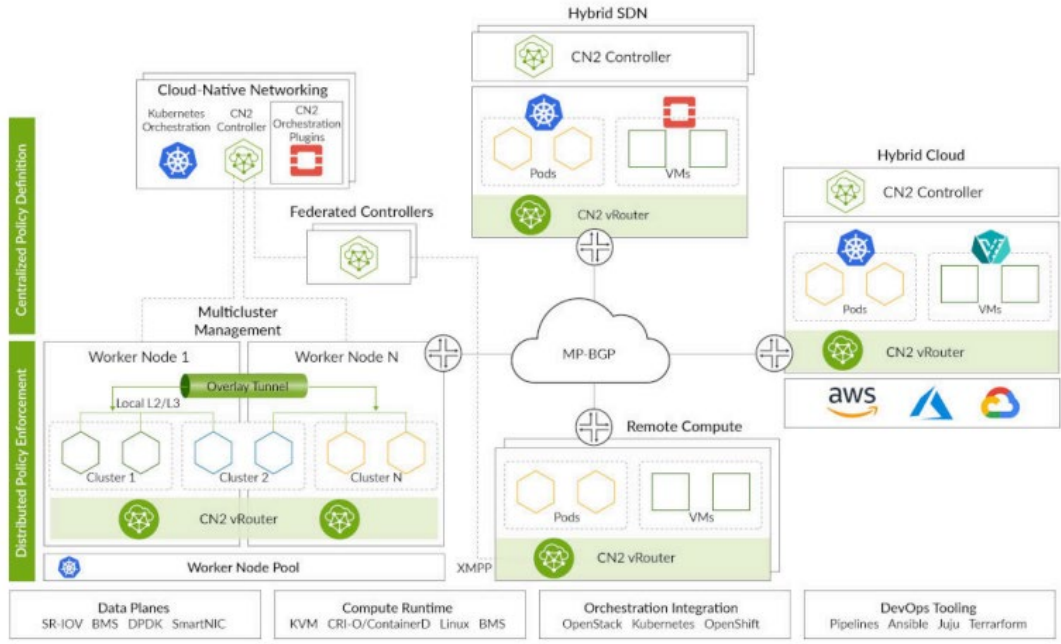 Hybrid SDN
CN2 Controller
Cloud-Native Networking
Kubernetes
Orchestration
CN2
Controller
CN2
Orchestration
Plugins
Pods
VMs
CN2 vRouter
Hybrid Cloud
CN2 Controller
Pods
VMs
CN2 vRouter
aws
Centralized Policy Definition
Federated Controllers
Multicluster
Management
MP-BGP
Distributed Policy Enforcement
Worker Node 1
Worker Node N
Overlay Tunnel
Local L2/L3
Cluster 1
Cluster 2
Cluster N
CN2 vRouter
Worker Node Pool
Remote Compute
Pods
VMs
CN2 vRouter
XMPP
Data Planes
SR-IOV BMS DPDK SmartNIC
Compute Runtime
KVM CRI-O/ContainerD Linux BMS
Orchestration Integration
OpenStack Kubernetes OpenShift
DevOps Tooling
Pipelines Ansible Juju Terrarform